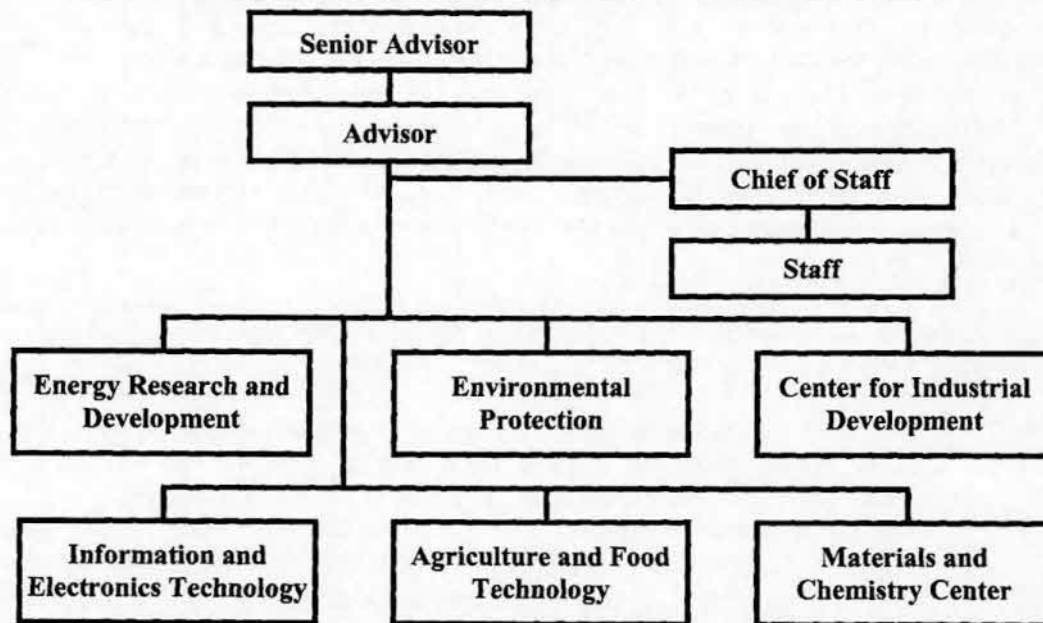 Senior Advisor
Advisor
Chief of Staff
Staff
Energy Research and
Development
Environmental
Protection
Center for Industrial
Development
Information and
Electronics Technology
Agriculture and Food
Technology
Materials and
Chemistry Center